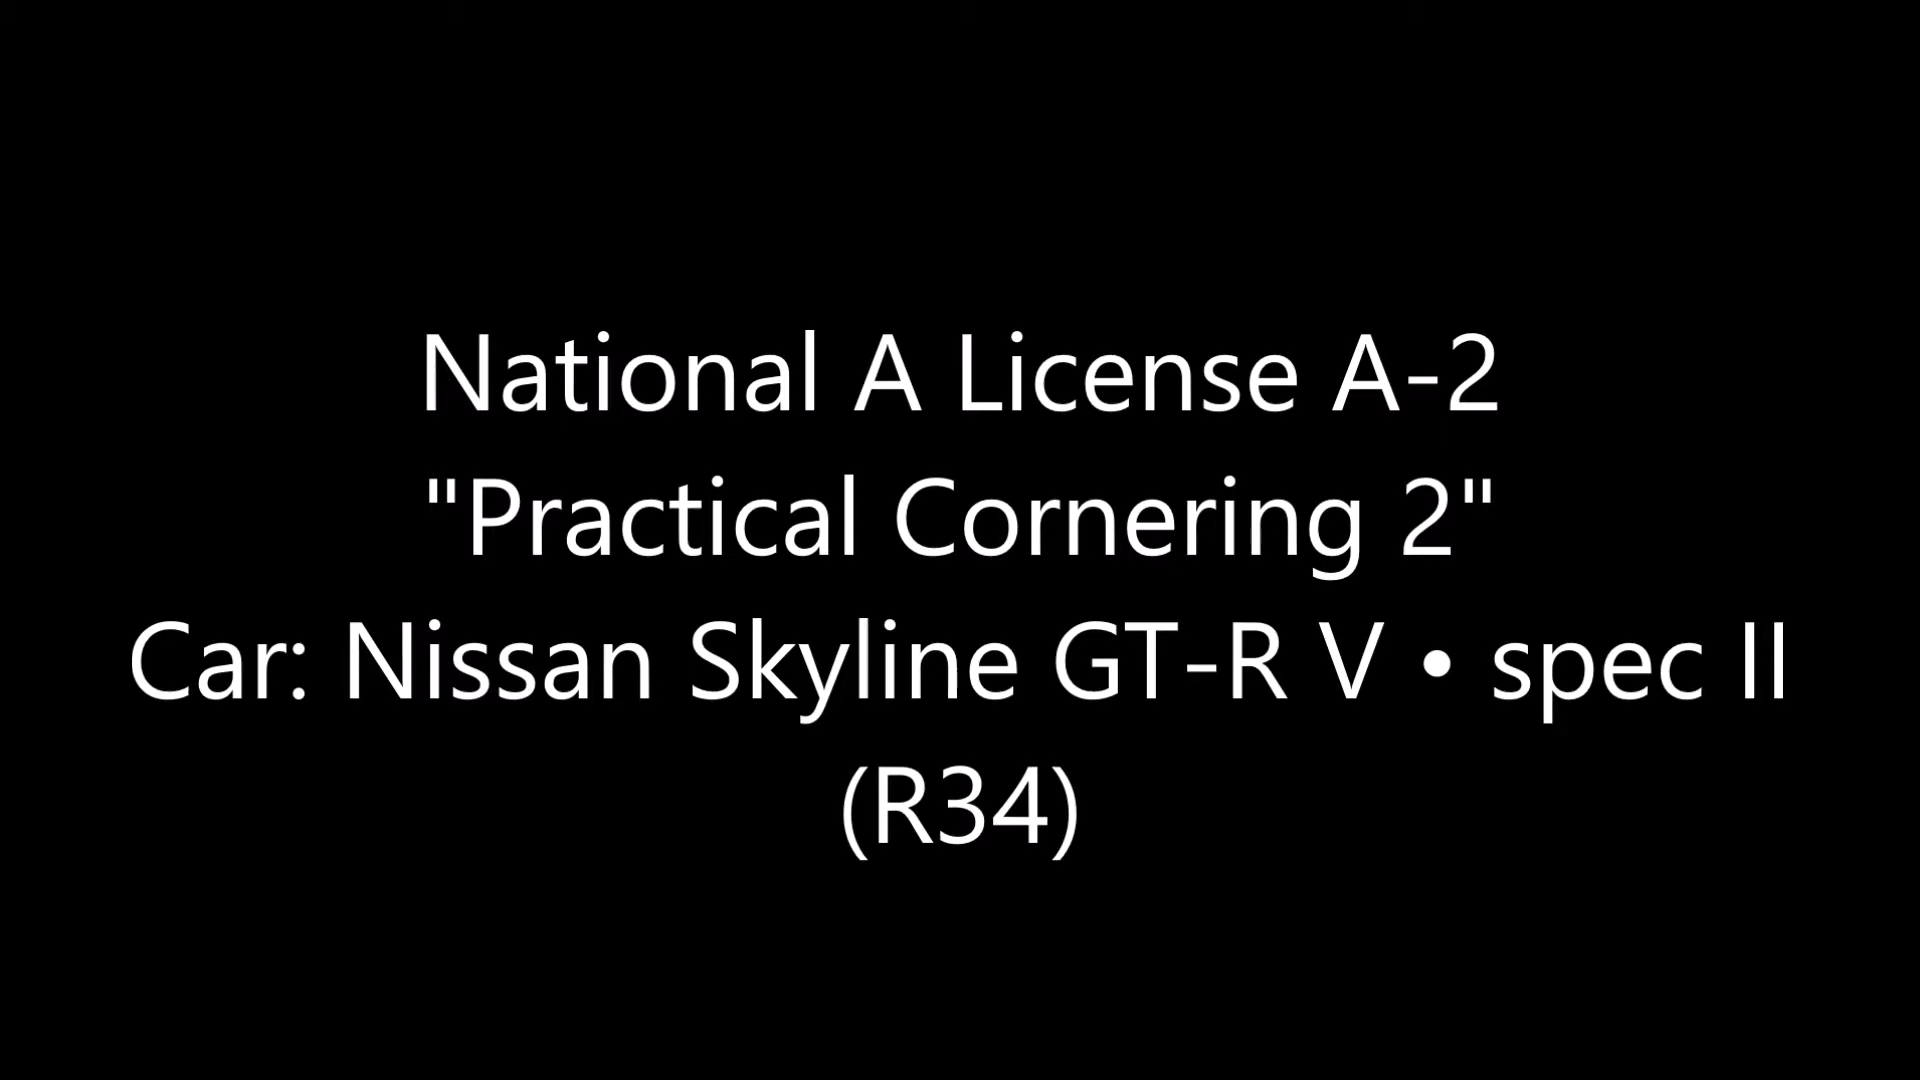 National A License A-2
"Practical Cornering 2"
Car: Nissan Skyline GT-R V • spec II
(R34)